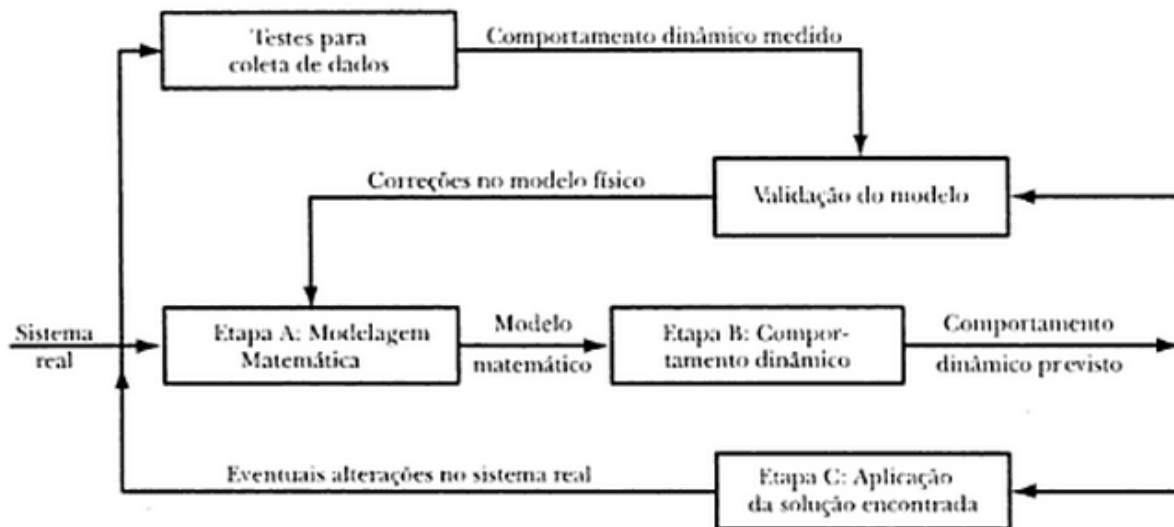 Testes para
coleta de dados
Comportamento dinâmico medido
Correções no modelo físico
Validação do modelo
Sistema
real
Etapa A: Modelagem
Matemática
Modelo
matemático
Etapa B: Compor-
tamento dinâmico
Comportamento
dinâmico previsto
Eventuais alterações no sistema real
Etapa C: Aplicação
da solução encontrada